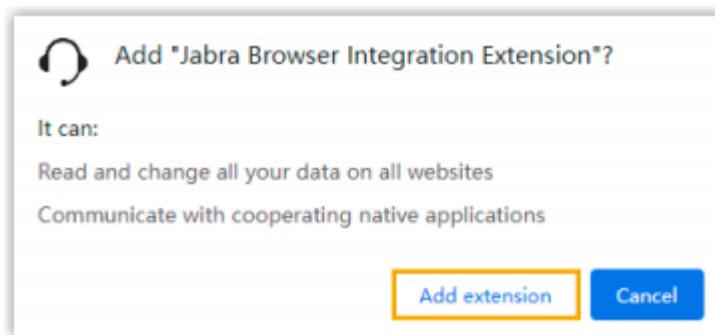 Add "Jabra Browser Integration Extension"?
It can:
Read and change all your data on all websites
Communicate with cooperating native applications
Add extension
Cancel